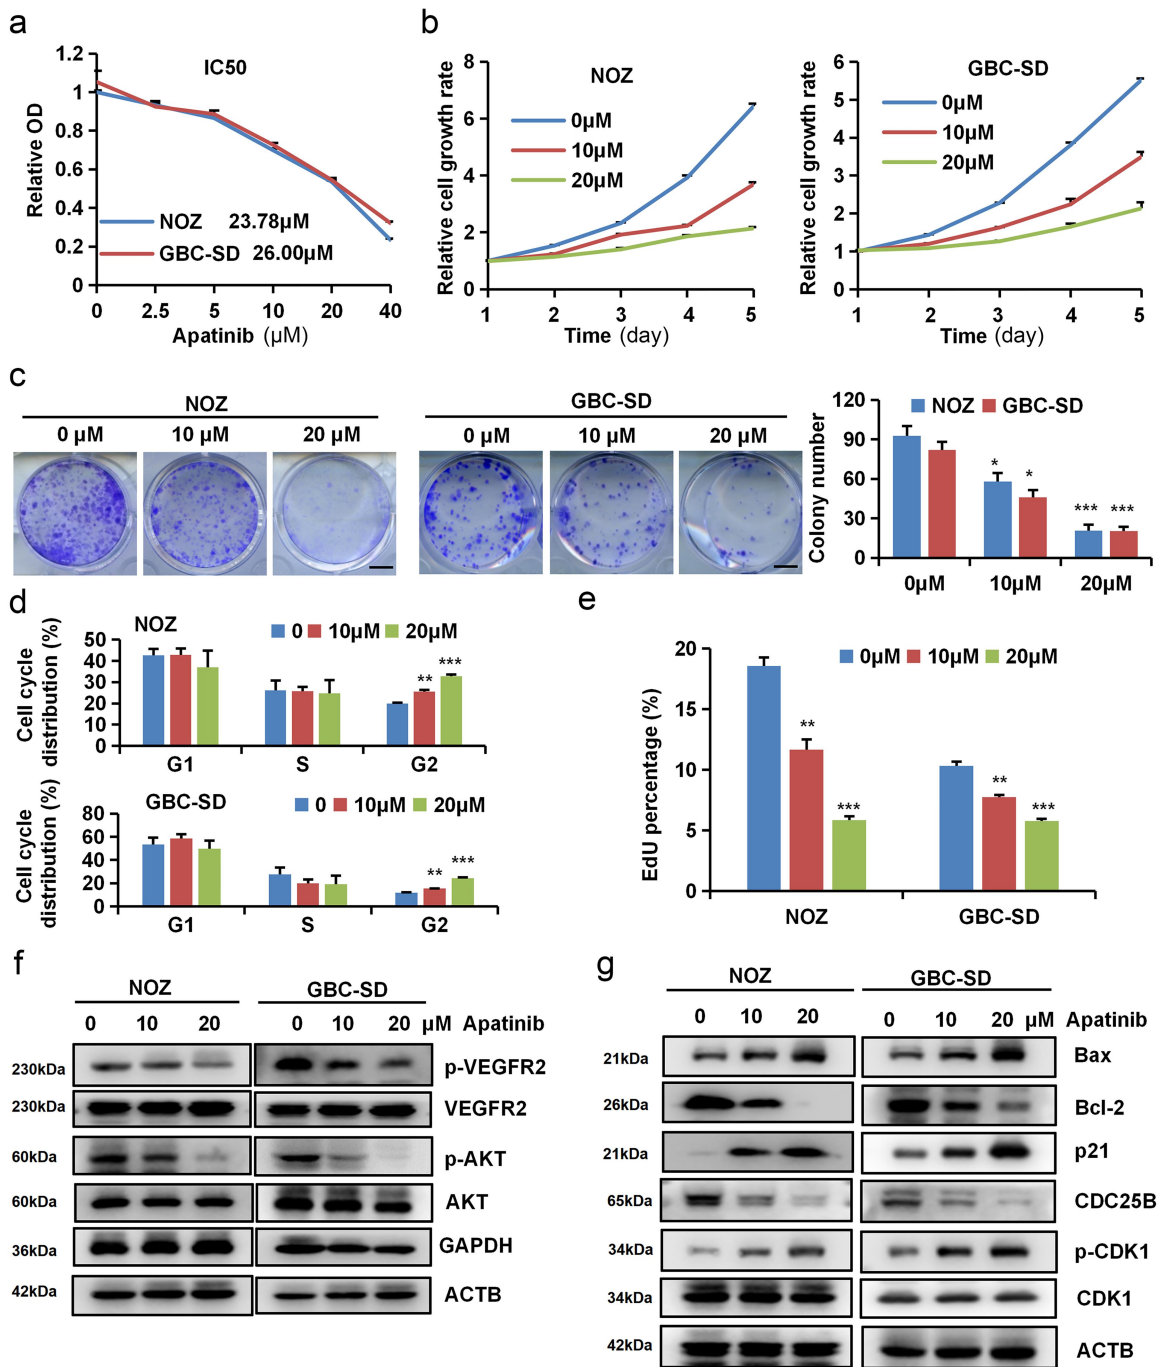 a
IC50
Relative OD
1.2
1
0.8
0.6
0.4
0.2
0
NOZ 23.78µM
GBC-SD 26.00µM
0 2.5 5 10 20 40
Apatinib (µM)
b
NOZ
Relative cell growth rate
8
6
4
2
0
0µM
10µM
20µM
1 2 3 4 5
Time (day)
GBC-SD
Relative cell growth rate
6
5
4
3
2
1
0
0µM
10µM
20µM
1 2 3 4 5
Time (day)
c
NOZ
0 µM 10 µM 20 µM
GBC-SD
0 µM 10 µM 20 µM
Colony number
120
90
60
30
0
NOZ GBC-SD
* *
*** ***
0µM 10µM 20µM
d
NOZ
Cell cycle
distribution (%)
50
40
30
20
10
0
0 10µM 20µM
** ***
G1 S G2
GBC-SD
Cell cycle
distribution (%)
80
60
40
20
0
0 10µM 20µM
** ***
G1 S G2
e
EdU percentage (%)
20
15
10
5
0
0µM 10µM 20µM
** ***
** ***
NOZ GBC-SD
f
NOZ GBC-SD
0 10 20 0 10 20 µM Apatinib
230kDa p-VEGFR2
230kDa VEGFR2
60kDa p-AKT
60kDa AKT
36kDa GAPDH
42kDa ACTB
g
NOZ GBC-SD
0 10 20 0 10 20 µM Apatinib
21kDa Bax
26kDa Bcl-2
21kDa p21
65kDa CDC25B
34kDa p-CDK1
34kDa CDK1
42kDa ACTB